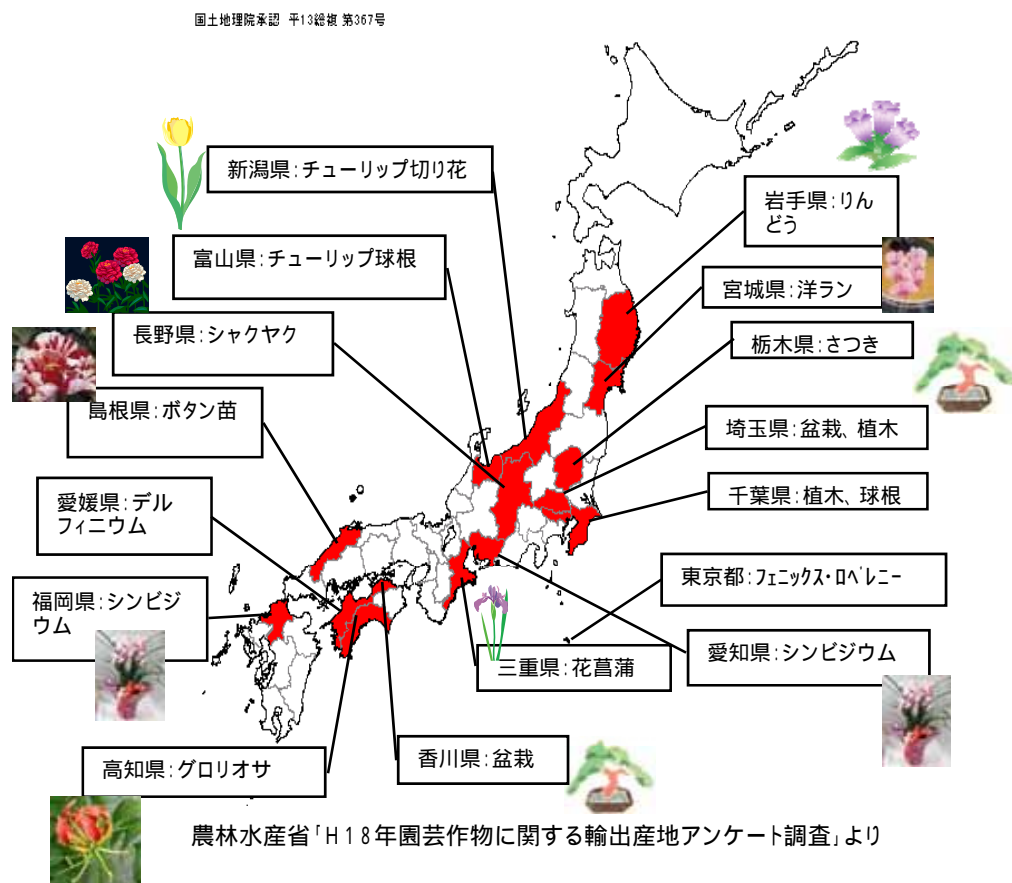 国土地理院承認 平13総複 第367号
新潟県：チューリップ切り花
富山県：チューリップ球根
長野県：シャクヤク
島根県：ボタン苗
愛媛県：デル
フィニウム
福岡県：シンビジ
ウム
高知県：グロリオサ
香川県：盆栽
三重県：花菖蒲
岩手県：りん
どう
宮城県：洋ラン
栃木県：さつき
埼玉県：盆栽、植木
千葉県：植木、球根
東京都：フェニックス・ロベレニー
愛知県：シンビジウム
農林水産省「H18年園芸作物に関する輸出産地アンケート調査」より